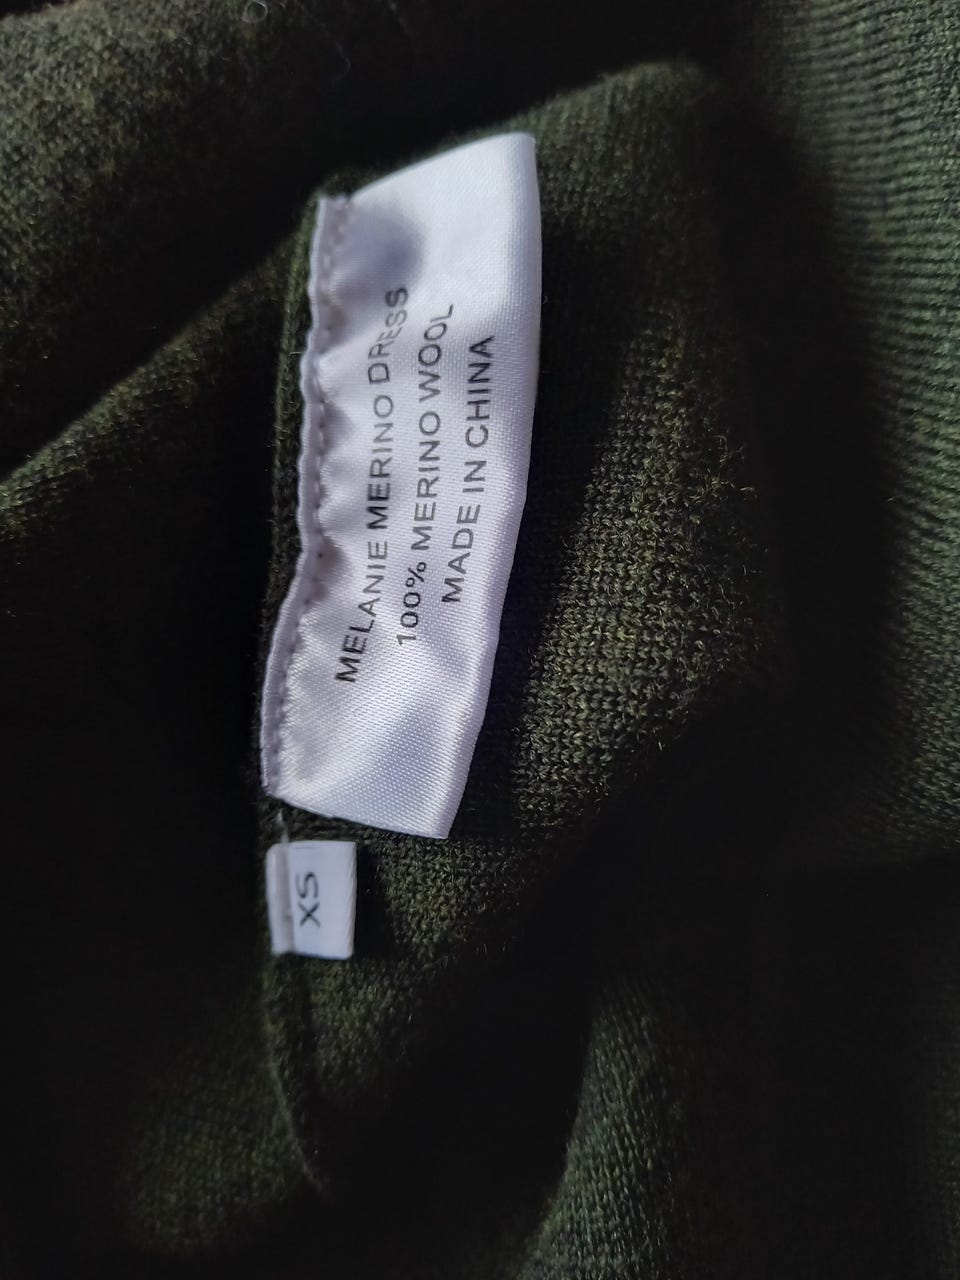 MELANIE MERINO DRESS
100% MERINO WOOL
MADE IN CHINA
XS